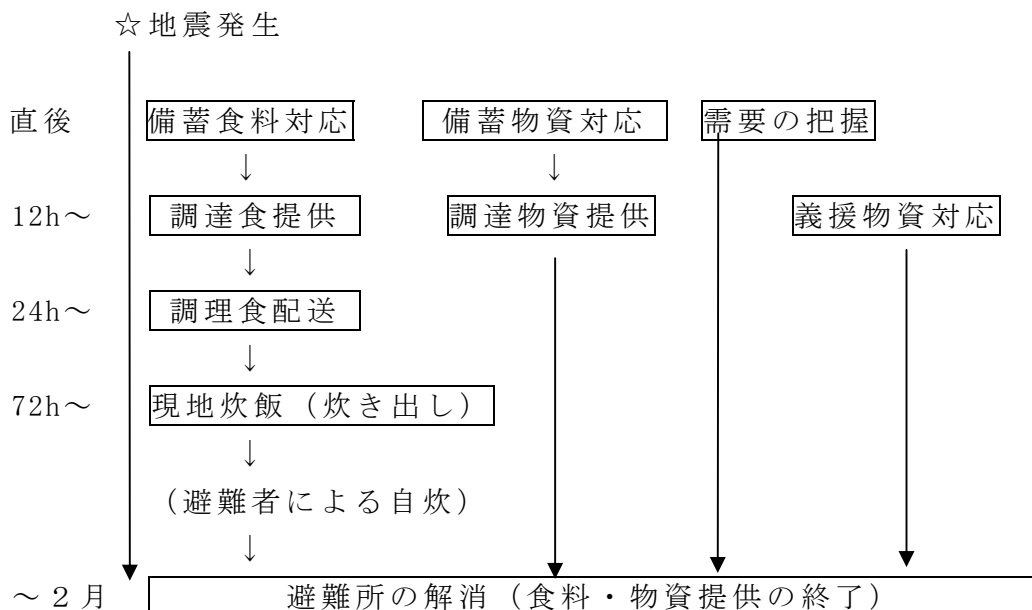 ☆地震発生
直後 備蓄食料対応 備蓄物資対応 需要の把握
↓ ↓
12h～ 調達食提供 調達物資提供 義援物資対応
↓
24h～ 調理食配送
↓
72h～ 現地炊飯（炊き出し）
↓
（避難者による自炊）
↓
～２月 避難所の解消（食料・物資提供の終了）